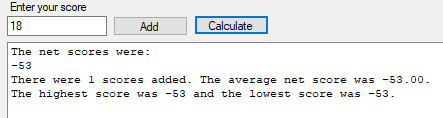 Enter your score
18 Add Calculate
The net scores were:
-53
There were 1 scores added. The average net score was -53.00.
The highest score was -53 and the lowest score was -53.